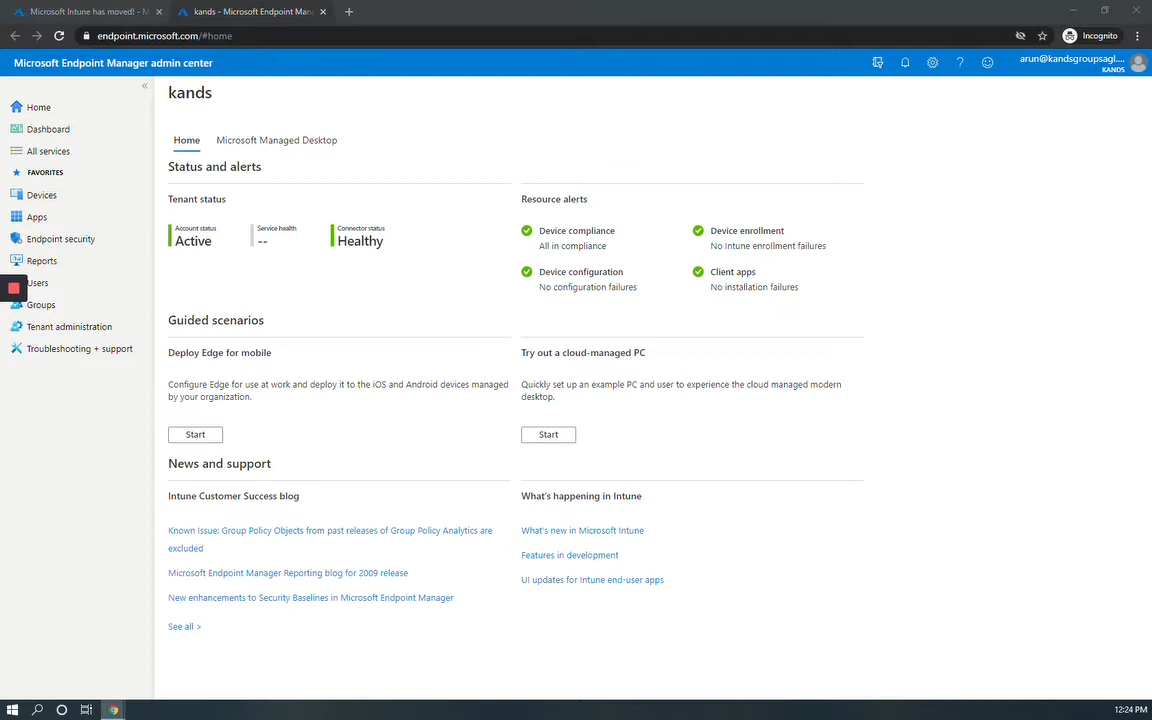 Microsoft Intune has moved! - M
kands - Microsoft Endpoint Man
endpoint.microsoft.com/#home
Incognito
Microsoft Endpoint Manager admin center
arun@kandsgroupsagl....
KANDS
Home
Dashboard
All services
FAVORITES
Devices
Apps
Endpoint security
Reports
Users
Groups
Tenant administration
Troubleshooting + support
kands
Home
Microsoft Managed Desktop
Status and alerts
Tenant status
Account status
Active
Service health
--
Connector status
Healthy
Resource alerts
Device compliance
All in compliance
Device enrollment
No Intune enrollment failures
Device configuration
No configuration failures
Client apps
No installation failures
Guided scenarios
Deploy Edge for mobile
Configure Edge for use at work and deploy it to the iOS and Android devices managed
by your organization.
Start
Try out a cloud-managed PC
Quickly set up an example PC and user to experience the cloud managed modern
desktop.
Start
News and support
Intune Customer Success blog
Known Issue: Group Policy Objects from past releases of Group Policy Analytics are
excluded
Microsoft Endpoint Manager Reporting blog for 2009 release
New enhancements to Security Baselines in Microsoft Endpoint Manager
See all >
What's happening in Intune
What's new in Microsoft Intune
Features in development
UI updates for Intune end-user apps
12:24 PM